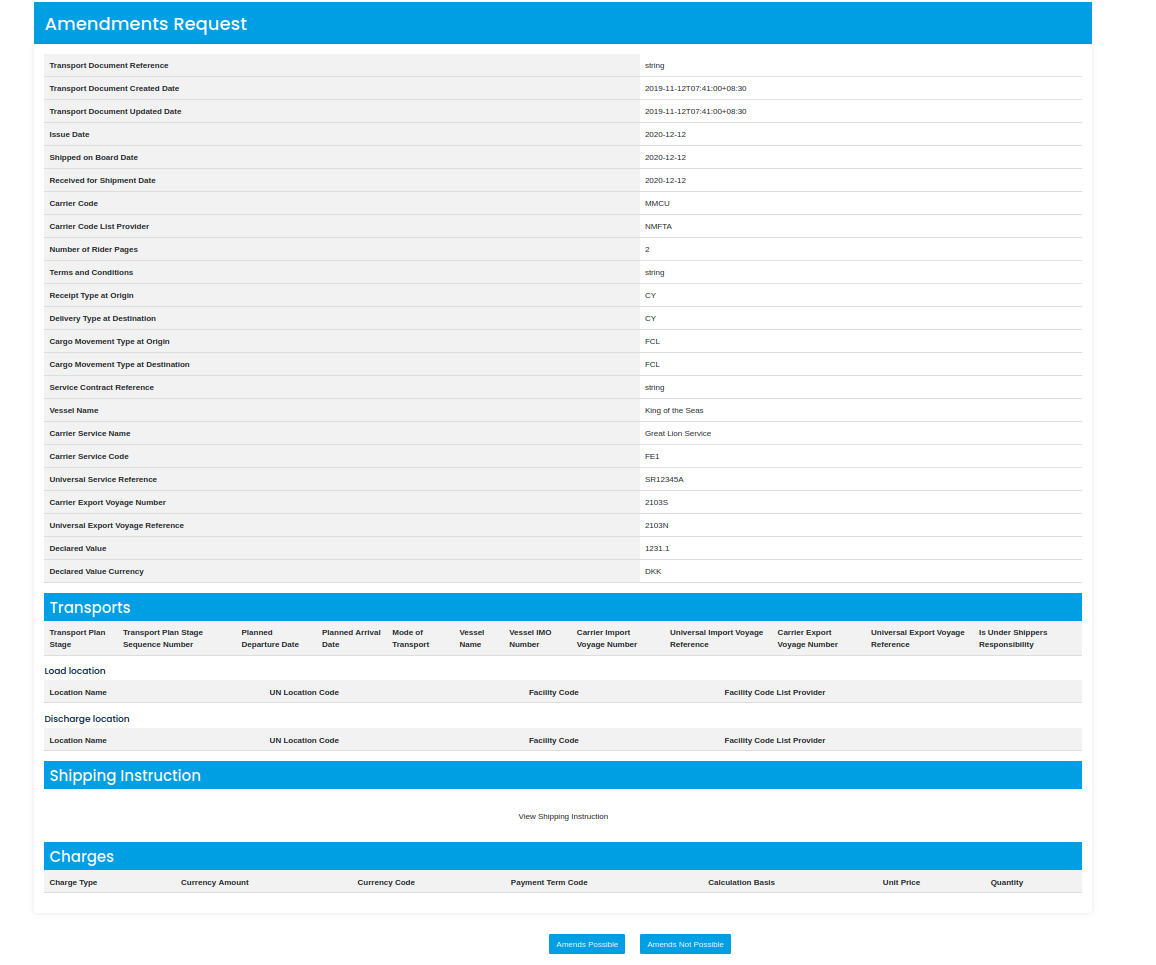 Amendments Request
Transport Document Reference string
Transport Document Created Date 2019-11-12T07:41:00+08:30
Transport Document Updated Date 2019-11-12T07:41:00+08:30
Issue Date 2020-12-12
Shipped on Board Date 2020-12-12
Received for Shipment Date 2020-12-12
Carrier Code MMCU
Carrier Code List Provider NMFTA
Number of Rider Pages 2
Terms and Conditions string
Receipt Type at Origin CY
Delivery Type at Destination CY
Cargo Movement Type at Origin FCL
Cargo Movement Type at Destination FCL
Service Contract Reference string
Vessel Name King of the Seas
Carrier Service Name Great Lion Service
Carrier Service Code FE1
Universal Service Reference SR12345A
Carrier Export Voyage Number 2103S
Universal Export Voyage Reference 2103N
Declared Value 1231.1
Declared Value Currency DKK
Transports
Transport Plan Transport Plan Stage Planned Planned Arrival Mode of Vessel Vessel IMO Carrier Import Universal Import Voyage Carrier Export Universal Export Voyage Is Under Shippers
Stage Sequence Number Departure Date Date Transport Name Number Voyage Number Reference Voyage Number Reference Responsibility
Load location
Location Name UN Location Code Facility Code Facility Code List Provider
Discharge location
Location Name UN Location Code Facility Code Facility Code List Provider
Shipping Instruction
View Shipping Instruction
Charges
Charge Type Currency Amount Currency Code Payment Term Code Calculation Basis Unit Price Quantity
Amends Possible Amends Not Possible